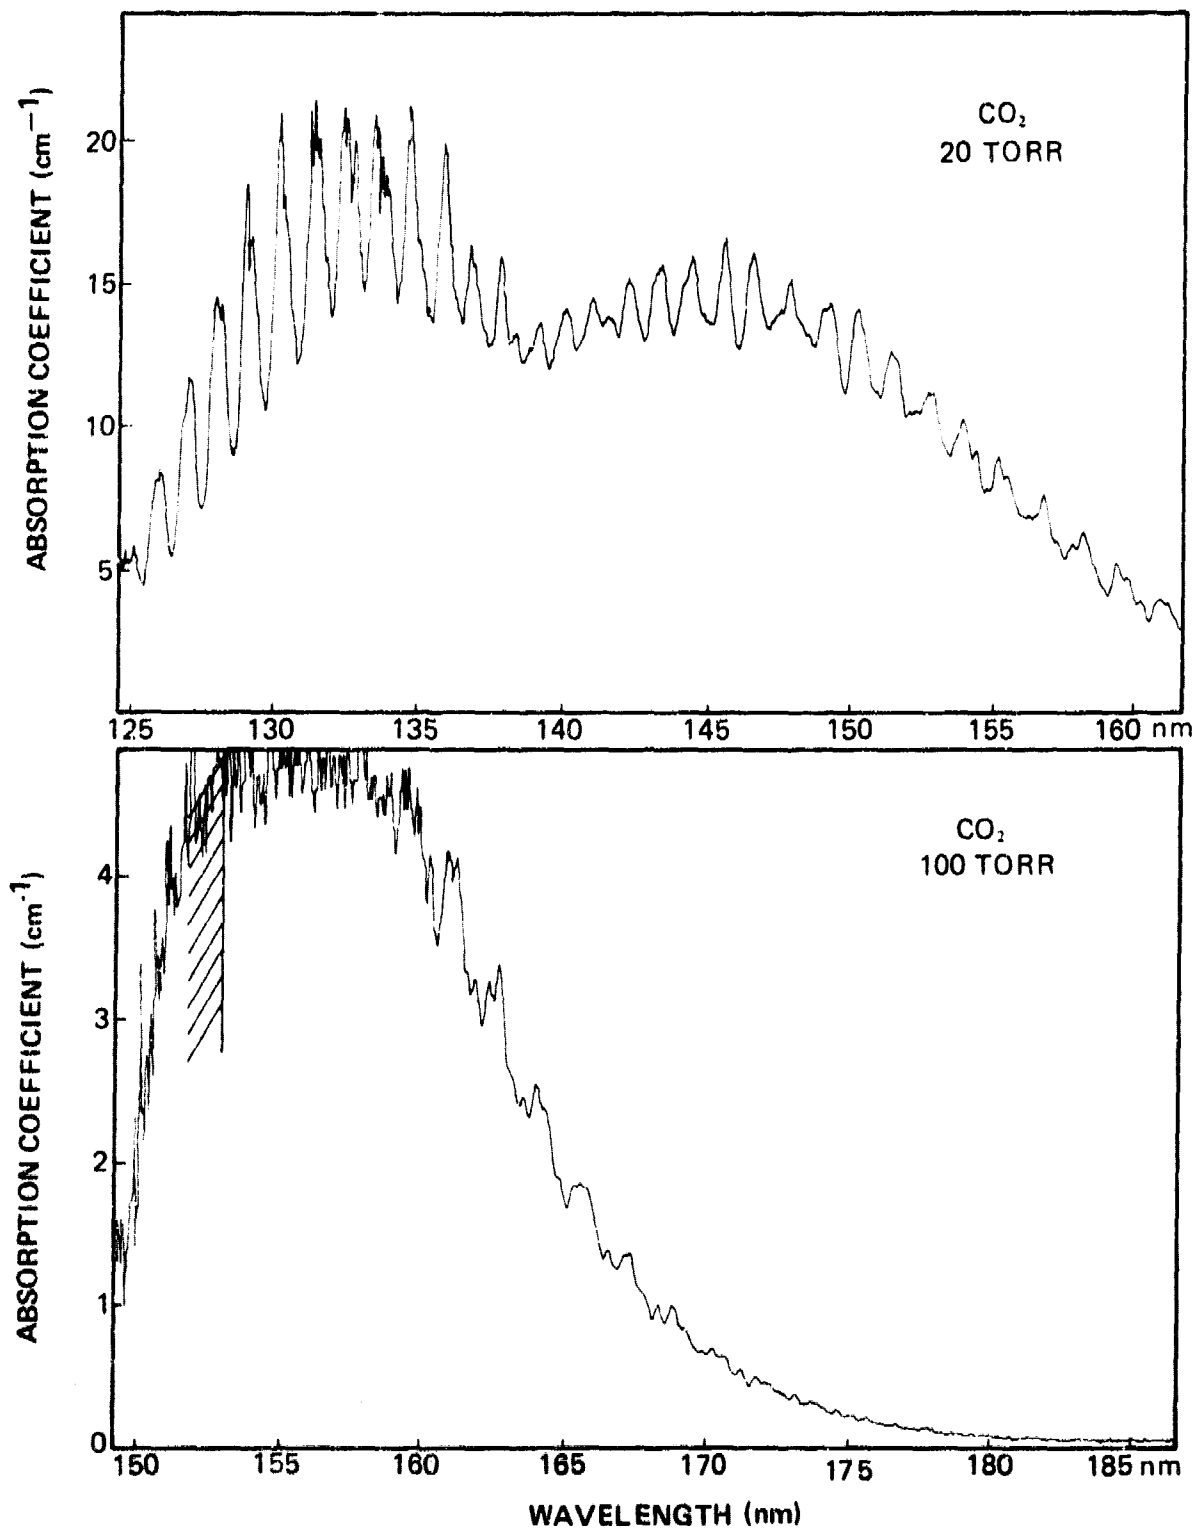 ABSORPTION COEFFICIENT (cm⁻¹)
20
15
10
5
CO₂
20 TORR
125 130 135 140 145 150 155 160 nm
ABSORPTION COEFFICIENT (cm⁻¹)
4
3
2
1
0
CO₂
100 TORR
150 155 160 165 170 175 180 185 nm
WAVELENGTH (nm)